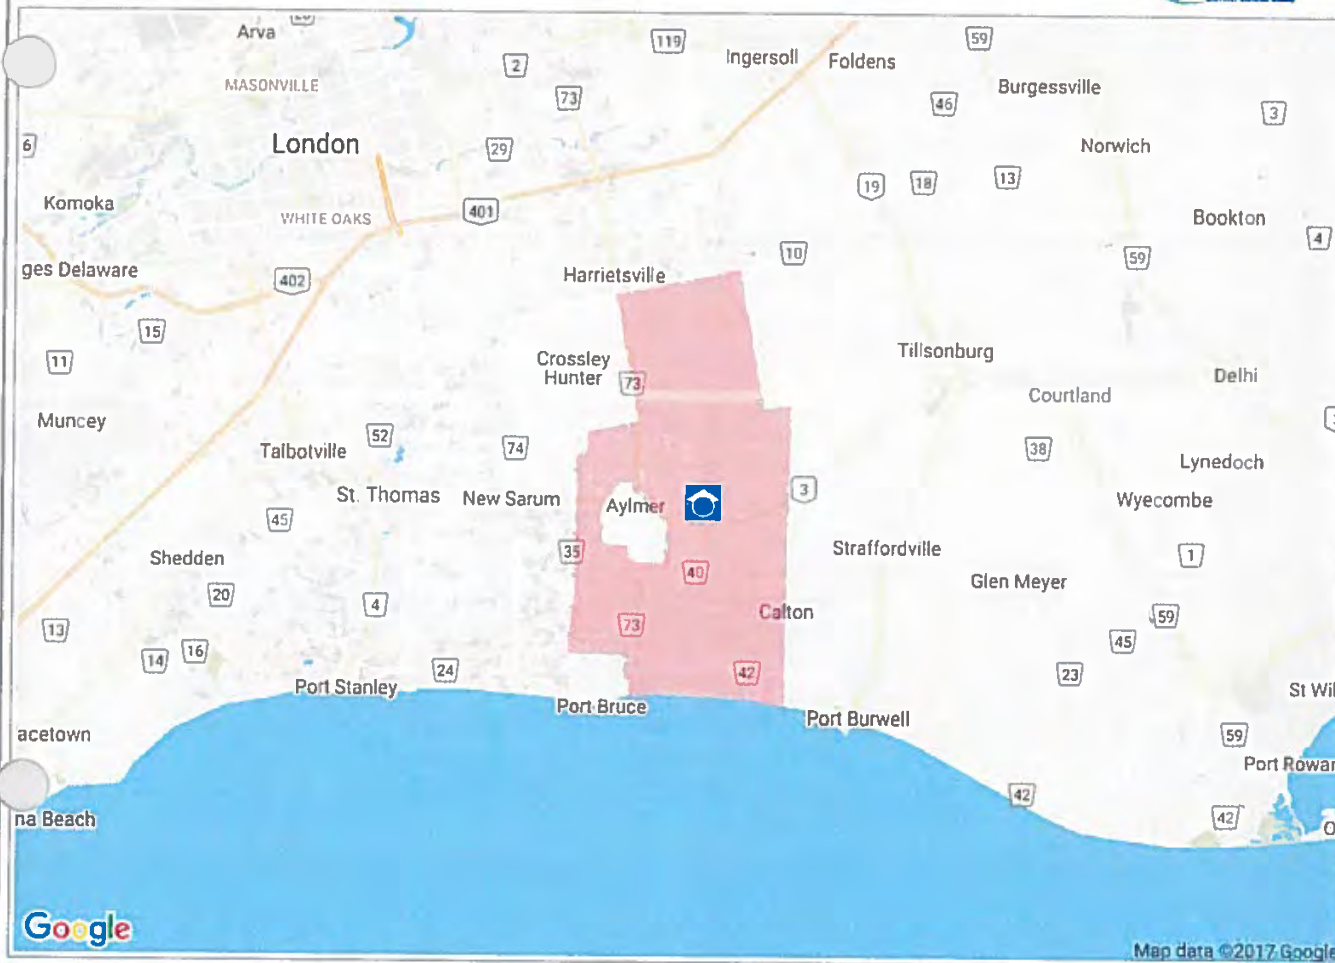 Arva
119
Ingersoll
Foldens
59
2
MASONVILLE
73
46
Burgessville
3
6
London
29
Norwich
19
18
13
Komoka
WHITE OAKS
401
Bookton
4
ges Delaware
402
Harrietsville
10
59
15
11
Crossley
Hunter
73
Tillsonburg
Courtland
Delhi
Muncey
52
Talbotville
74
38
Lynedoch
St. Thomas
New Sarum
Aylmer
3
Wyecombe
45
Shedden
35
Straffordville
1
40
Glen Meyer
20
4
Calton
59
13
73
45
14
16
24
42
23
Port Stanley
Port Bruce
Port Burwell
St Wil
acetown
59
Port Rowan
42
42
na Beach
Google
Map data ©2017 Google